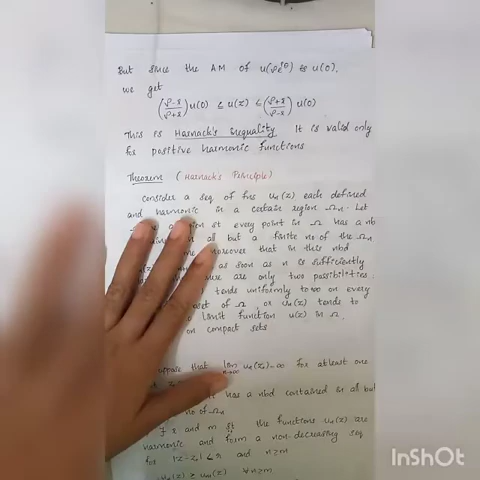 But since the AM of u(ρe^iθ) is u(0),
we get
(ρ-r/ρ+r) u(0) ≤ u(z) ≤ (ρ+r/ρ-r) u(0)
This is Harnack's Inequality. It is valid only
for positive harmonic functions
Theorem (Harnack's Principle)
Consider a seq of fns un(z) each defined
and harmonic in a certain region Ωn. Let
st every point in Ω has a nb
all but a finite no of the Ωn
moreover that in this nbd
as soon as n is sufficiently
are only two possibilities
tends uniformly to ∞ on every
of Ω, or un(z) tends to
limit function u(z) in Ω,
on compact sets
that lim n→∞ un(z0) = ∞ for atleast one
has a nbd contained in all but
no of Ωn
r and m st the functions un(z) are
harmonic and form a non-decreasing seq
for |z-z0| < r and n≥m
≥ um(z) ∀ n≥m
InShOt